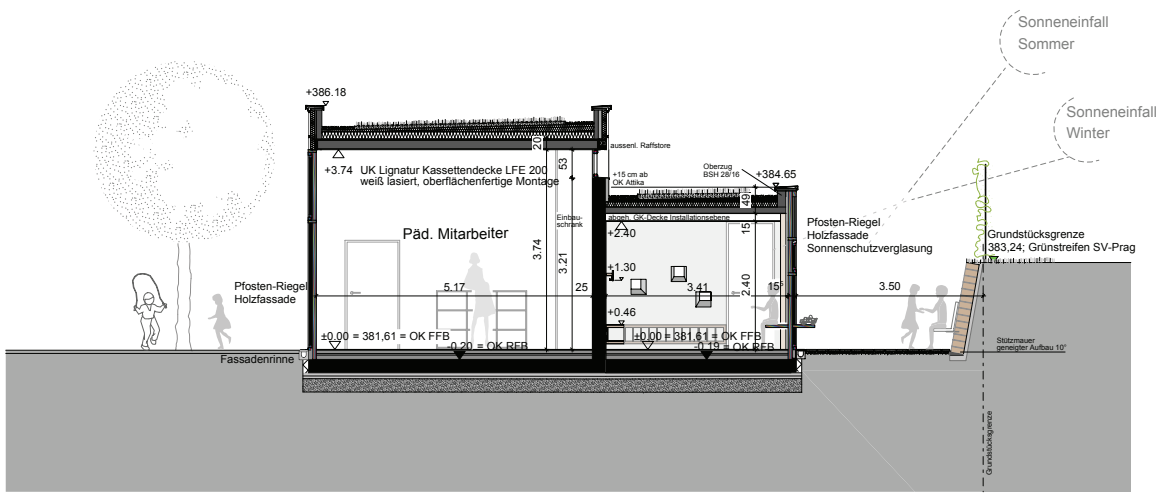 Sonneneinfall
Sommer
Sonneneinfall
Winter
+386.18
20
aussenl. Raffstore
+3.74 UK Lignatur Kassettendecke LFE 200
weiß lasiert, oberflächenfertige Montage
53
+15 cm ab
OK Attika
Oberzug
BSH 28/16
+384.65
49
Einbau-
schrank
abgeh. GK-Decke Installationsebene
15
Pfosten-Riegel
Holzfassade
Sonnenschutzverglasung
Päd. Mitarbeiter
+2.40
Grundstücksgrenze
383,24; Grünstreifen SV-Prag
3.74
3.21
+1.30
2.40
Pfosten-Riegel
Holzfassade
5.17
25
3.41
15⁵
3.50
+0.46
±0.00 = 381,61 = OK FFB
±0.00 = 381,61 = OK FFB
-0.20 = OK RFB
-0.19 = OK RFB
Stützmauer
geneigter Aufbau 10°
Fassadenrinne
Grundstücksgrenze